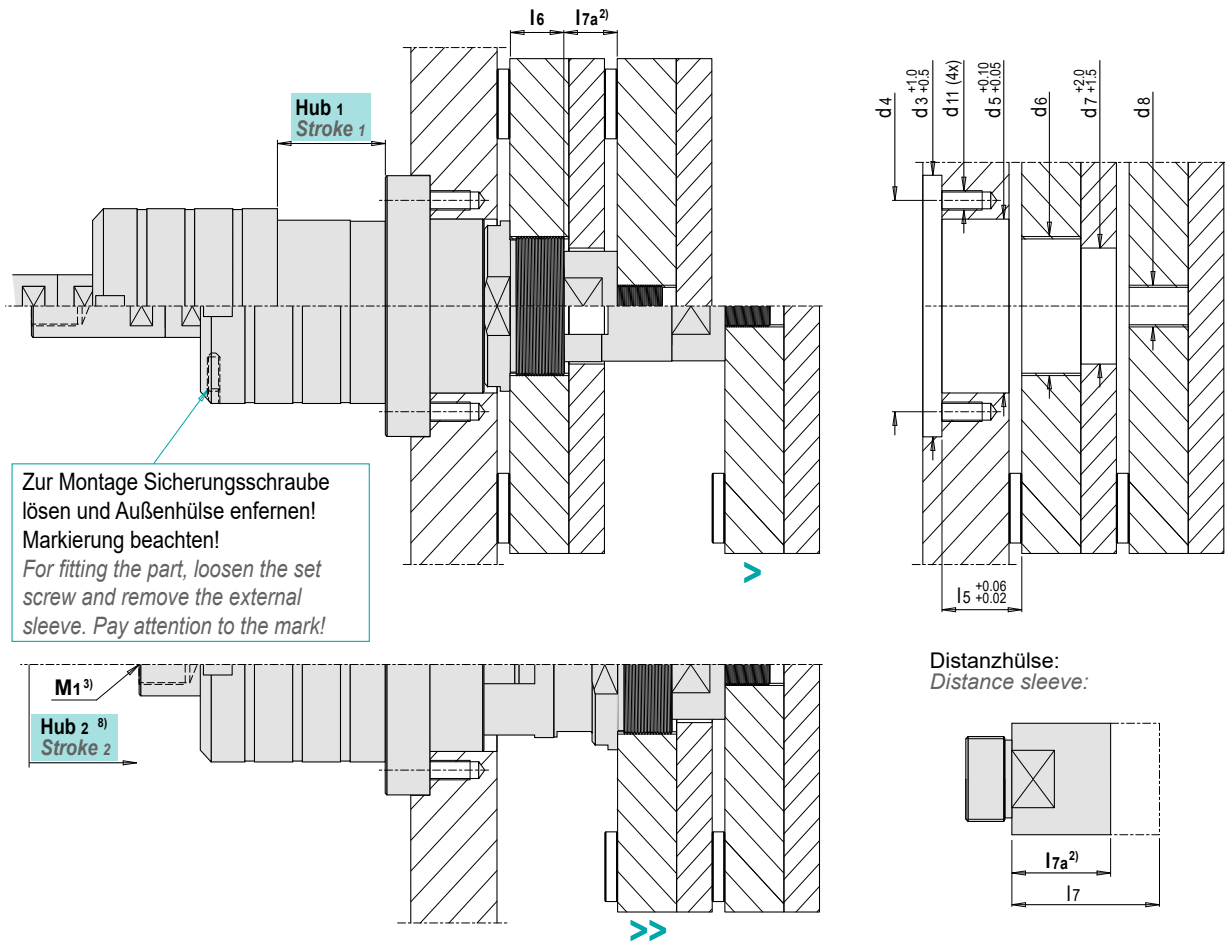 l6
l7a 2)
Hub 1
Stroke 1
d4
d3 +1.0 +0.5
d11 (4x)
d5 +0.10 +0.05
d6
d7 +2.0 +1.5
d8
Zur Montage Sicherungsschraube
lösen und Außenhülse enfernen!
Markierung beachten!
For fitting the part, loosen the set
screw and remove the external
sleeve. Pay attention to the mark!
>
l5 +0.06 +0.02
M1 3)
Hub 2 8)
Stroke 2
>>
Distanzhülse:
Distance sleeve:
l7a 2)
l7